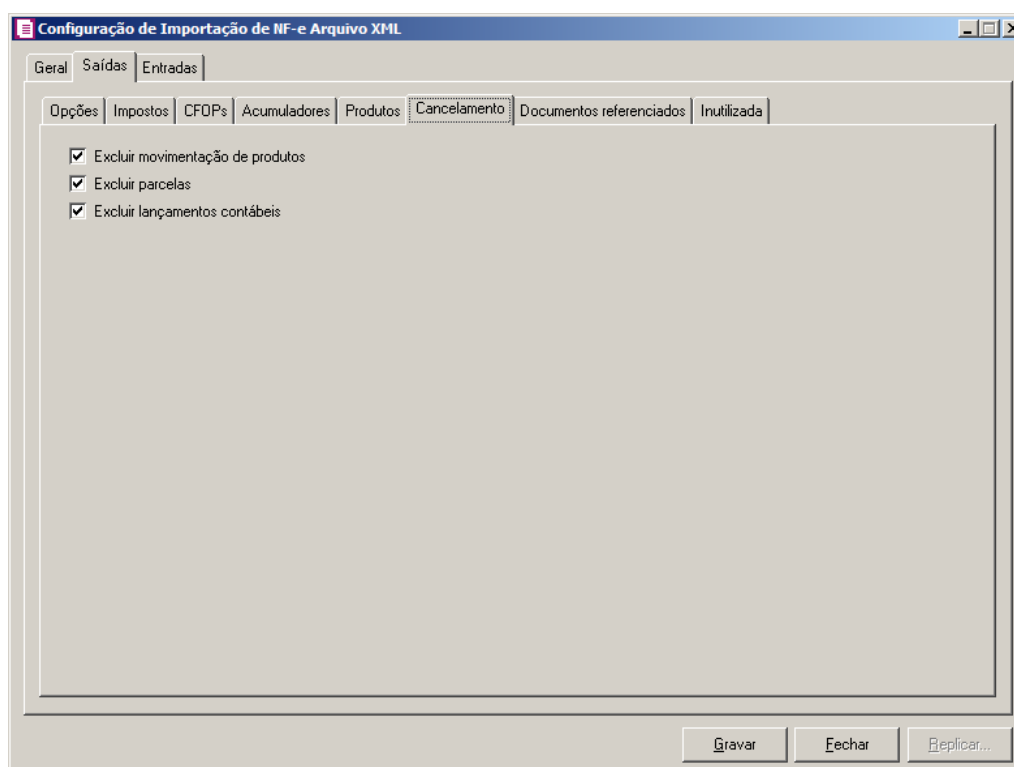 Configuração de Importação de NF-e Arquivo XML
Geral Saídas Entradas
Opções Impostos CFOPs Acumuladores Produtos Cancelamento Documentos referenciados Inutilizada
Excluir movimentação de produtos
Excluir parcelas
Excluir lançamentos contábeis
Gravar Fechar Replicar...